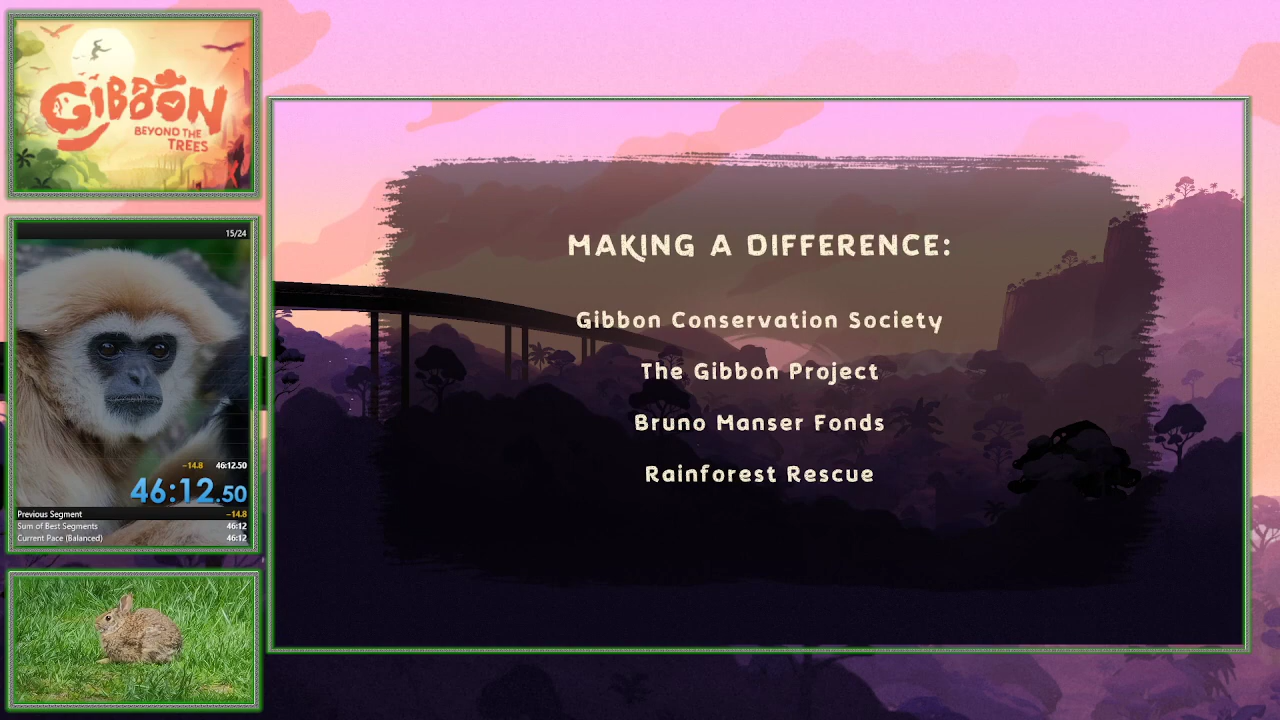 GIBBON
BEYOND THE
TREES
15/24
−14.8 46:12.50
46:12.50
Previous Segment −14.8
Sum of Best Segments 46:12
Current Pace (Balanced) 46:12
MAKING A DIFFERENCE:
Gibbon Conservation Society
The Gibbon Project
Bruno Manser Fonds
Rainforest Rescue